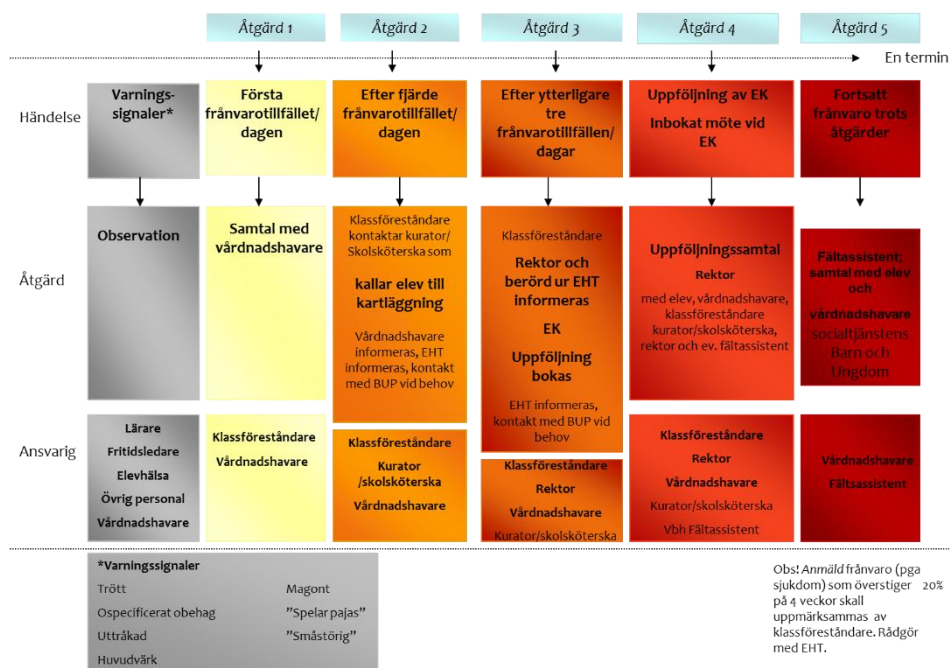 Åtgärd 1
Åtgärd 2
Åtgärd 3
Åtgärd 4
Åtgärd 5
En termin
Händelse
Varnings-
signaler*
Första
frånvarotillfället/
dagen
Efter fjärde
frånvarotillfället/
dagen
Efter ytterligare
tre
frånvarotillfällen/
dagar
Uppföljning av EK
Inbokat möte vid
EK
Fortsatt
frånvaro trots
åtgärder
Åtgärd
Observation
Samtal med
vårdnadshavare
Klassföreståndare
kontaktar kurator/
Skolsköterska som
kallar elev till
kartläggning
Vårdnadshavare
informeras, EHT
informeras, kontakt
med BUP vid behov
Klassföreståndare
Rektor och
berörd ur EHT
informeras
EK
Uppföljning
bokas
EHT informeras,
kontakt med BUP vid
behov
Uppföljningssamtal
Rektor
med elev, vårdnadshavare,
klassföreståndare
kurator/skolsköterska,
rektor och ev. fältassistent
Fältassistent;
samtal med elev
och
vårdnadshavare
socialtjänstens
Barn och
Ungdom
Ansvarig
Lärare
Fritidsledare
Elevhälsa
Övrig personal
Vårdnadshavare
Klassföreståndare
Vårdnadshavare
Klassföreståndare
Kurator
/skolsköterska
Vårdnadshavare
Klassföreståndare
Rektor
Vårdnadshavare
Kurator/skolsköterska
Klassföreståndare
Rektor
Vårdnadshavare
Kurator/skolsköterska
Vbh Fältassistent
Vårdnadshavare
Fältsassistent
*Varningssignaler
Trött
Magont
Ospecificerat obehag
”Spelar pajas”
Uttråkad
”Småstörig”
Huvudvärk
Obs! Anmäld frånvaro (pga
sjukdom) som överstiger 20%
på 4 veckor skall
uppmärksammas av
klassföreståndare. Rådgör
med EHT.